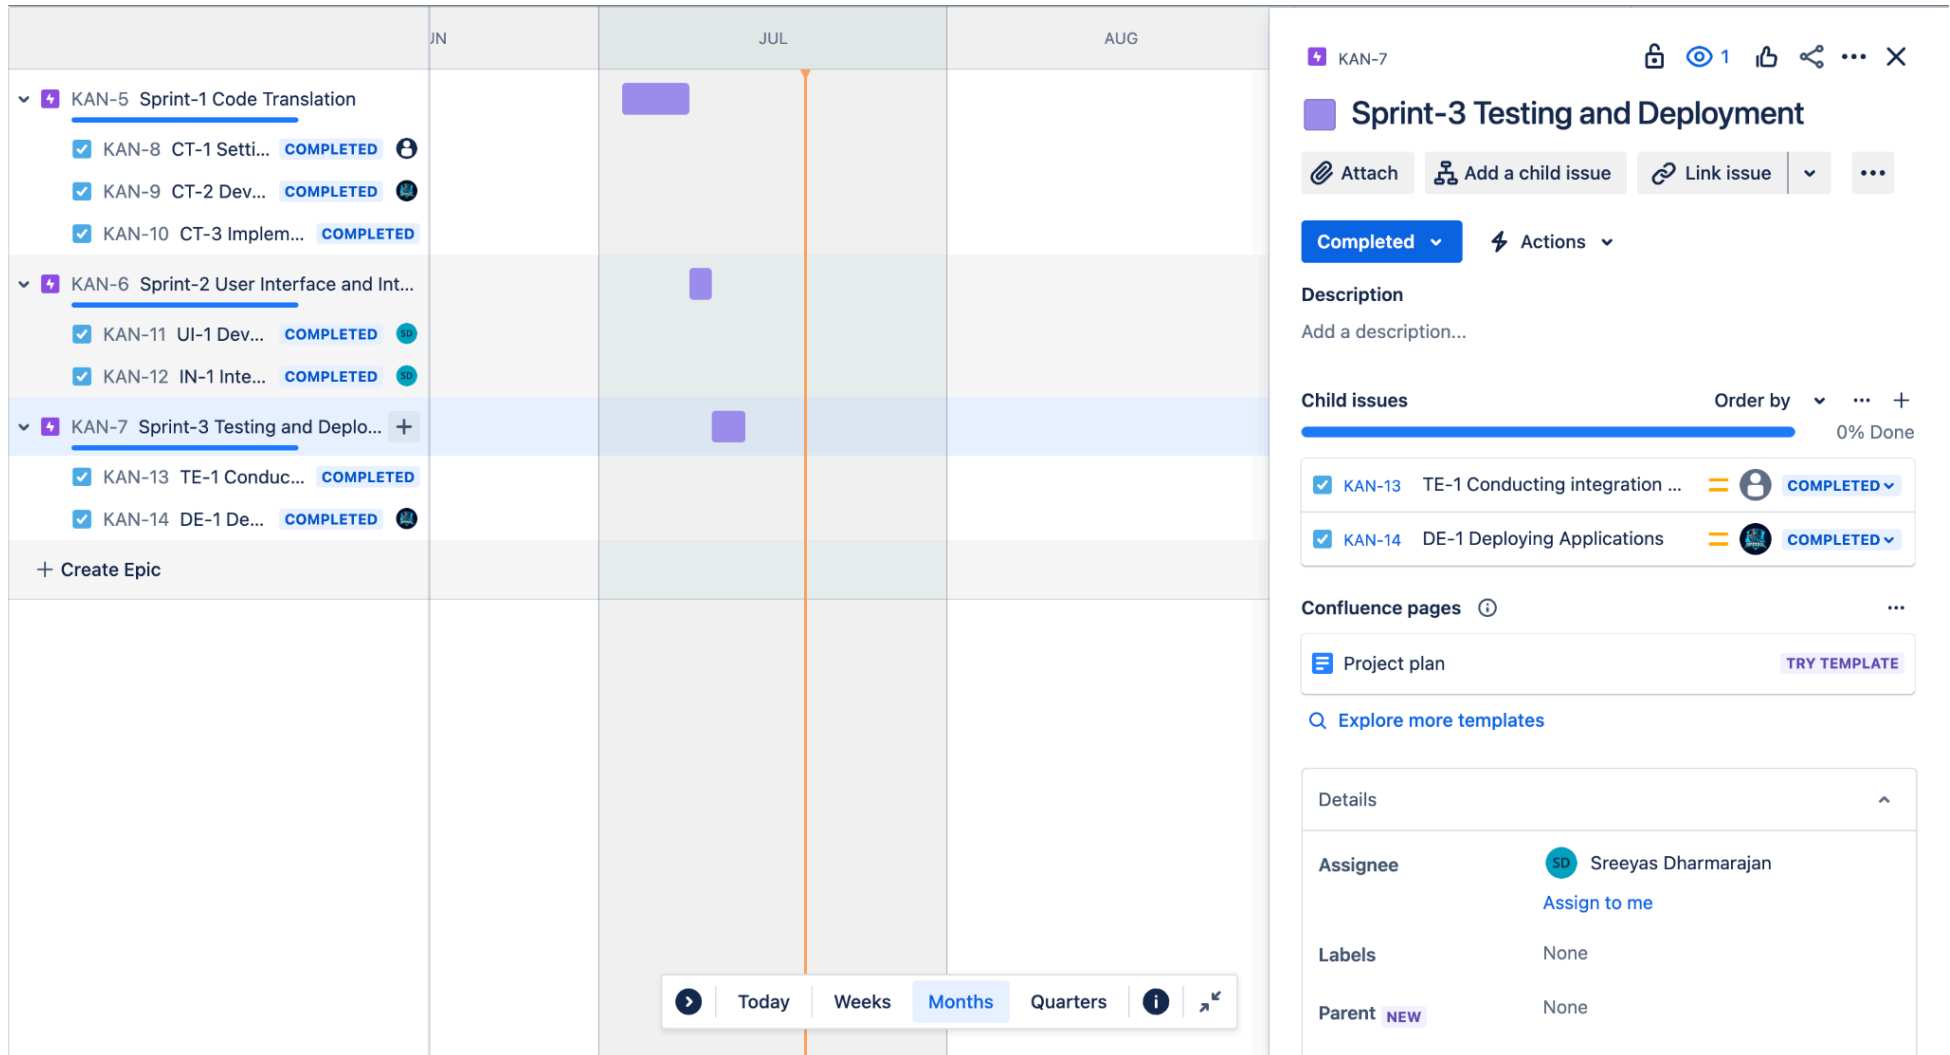 JN
JUL
AUG
KAN-5 Sprint-1 Code Translation
KAN-8 CT-1 Setti... COMPLETED
KAN-9 CT-2 Dev... COMPLETED
KAN-10 CT-3 Implem... COMPLETED
KAN-6 Sprint-2 User Interface and Int...
KAN-11 UI-1 Dev... COMPLETED SD
KAN-12 IN-1 Inte... COMPLETED SD
KAN-7 Sprint-3 Testing and Deplo...
KAN-13 TE-1 Conduc... COMPLETED
KAN-14 DE-1 De... COMPLETED
Create Epic
Today Weeks Months Quarters
KAN-7
1
Sprint-3 Testing and Deployment
Attach Add a child issue Link issue
Completed Actions
Description
Add a description...
Child issues Order by
0% Done
KAN-13 TE-1 Conducting integration ... COMPLETED
KAN-14 DE-1 Deploying Applications COMPLETED
Confluence pages
Project plan TRY TEMPLATE
Explore more templates
Details
Assignee SD Sreeyas Dharmarajan
Assign to me
Labels None
Parent NEW None